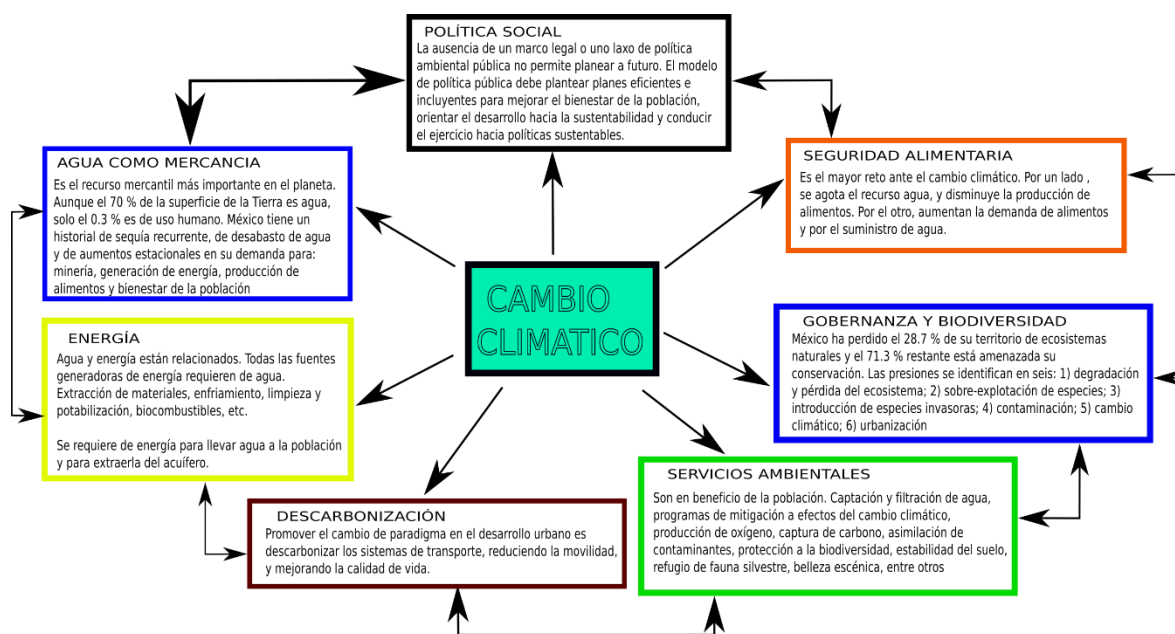 POLÍTICA SOCIAL
La ausencia de un marco legal o uno laxo de política
ambiental pública no permite planear a futuro. El modelo
de política pública debe plantear planes eficientes e
incluyentes para mejorar el bienestar de la población,
orientar el desarrollo hacia la sustentabilidad y conducir
el ejercicio hacia políticas sustentables.
AGUA COMO MERCANCIA
Es el recurso mercantil más importante en el planeta.
Aunque el 70 % de la superficie de la Tierra es agua,
solo el 0.3 % es de uso humano. México tiene un
historial de sequía recurrente, de desabasto de agua
y de aumentos estacionales en su demanda para:
minería, generación de energía, producción de
alimentos y bienestar de la población
SEGURIDAD ALIMENTARIA
Es el mayor reto ante el cambio climático. Por un lado ,
se agota el recurso agua, y disminuye la producción de
alimentos. Por el otro, aumentan la demanda de alimentos
y por el suministro de agua.
CAMBIO
CLIMATICO
ENERGÍA
Agua y energía están relacionados. Todas las fuentes
generadoras de energía requieren de agua.
Extracción de materiales, enfriamiento, limpieza y
potabilización, biocombustibles, etc.
Se requiere de energía para llevar agua a la población
y para extraerla del acuífero.
GOBERNANZA Y BIODIVERSIDAD
México ha perdido el 28.7 % de su territorio de ecosistemas
naturales y el 71.3 % restante está amenazada su
conservación. Las presiones se identifican en seis: 1) degradación
y pérdida del ecosistema; 2) sobre-explotación de especies; 3)
introducción de especies invasoras; 4) contaminación; 5) cambio
climático; 6) urbanización
DESCARBONIZACIÓN
Promover el cambio de paradigma en el desarrollo urbano es
descarbonizar los sistemas de transporte, reduciendo la movilidad,
y mejorando la calidad de vida.
SERVICIOS AMBIENTALES
Son en beneficio de la población. Captación y filtración de agua,
programas de mitigación a efectos del cambio climático,
producción de oxígeno, captura de carbono, asimilación de
contaminantes, protección a la biodiversidad, estabilidad del suelo,
refugio de fauna silvestre, belleza escénica, entre otros